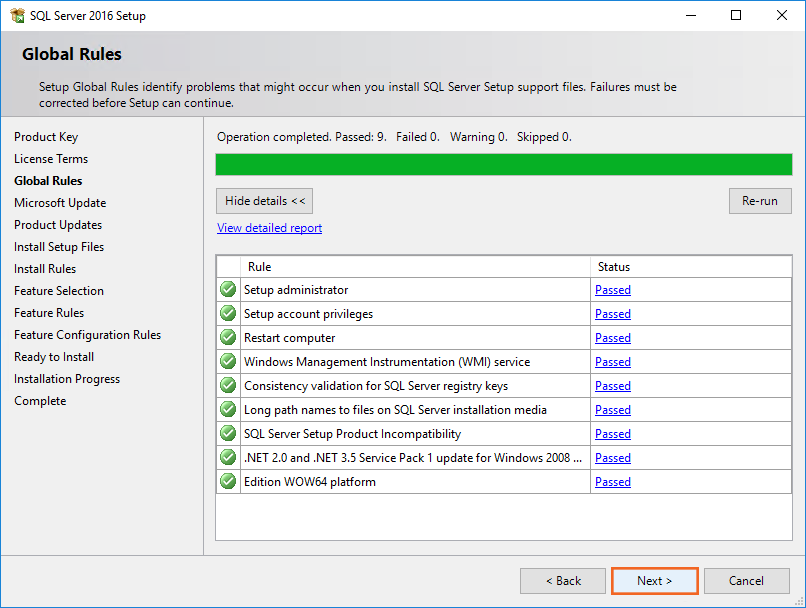 SQL Server 2016 Setup
Global Rules
Setup Global Rules identify problems that might occur when you install SQL Server Setup support files. Failures must be
corrected before Setup can continue.
Product Key
License Terms
Global Rules
Microsoft Update
Product Updates
Install Setup Files
Install Rules
Feature Selection
Feature Rules
Feature Configuration Rules
Ready to Install
Installation Progress
Complete
Operation completed. Passed: 9. Failed 0. Warning 0. Skipped 0.
Hide details <<
Re-run
View detailed report
Rule Status
Setup administrator Passed
Setup account privileges Passed
Restart computer Passed
Windows Management Instrumentation (WMI) service Passed
Consistency validation for SQL Server registry keys Passed
Long path names to files on SQL Server installation media Passed
SQL Server Setup Product Incompatibility Passed
.NET 2.0 and .NET 3.5 Service Pack 1 update for Windows 2008 ... Passed
Edition WOW64 platform Passed
< Back Next > Cancel